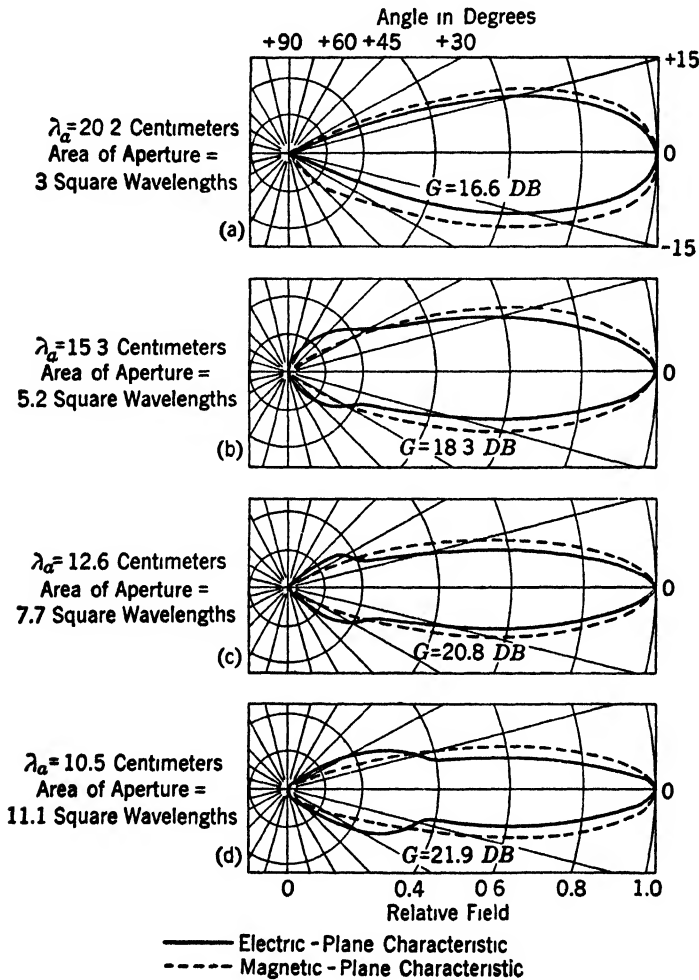 Angle in Degrees
+90 +60 +45 +30
+15
λa=20 2 Centimeters
Area of Aperture =
3 Square Wavelengths
0
G=16.6 DB
(a)
-15
λa=15 3 Centimeters
Area of Aperture =
5.2 Square Wavelengths
0
G=18 3 DB
(b)
λa=12.6 Centimeters
Area of Aperture =
7.7 Square Wavelengths
0
G=20.8 DB
(c)
λa=10.5 Centimeters
Area of Aperture =
11.1 Square Wavelengths
0
G=21.9 DB
(d)
0 0.4 0 6 0.8 1.0
Relative Field
Electric-Plane Characteristic
Magnetic-Plane Characteristic